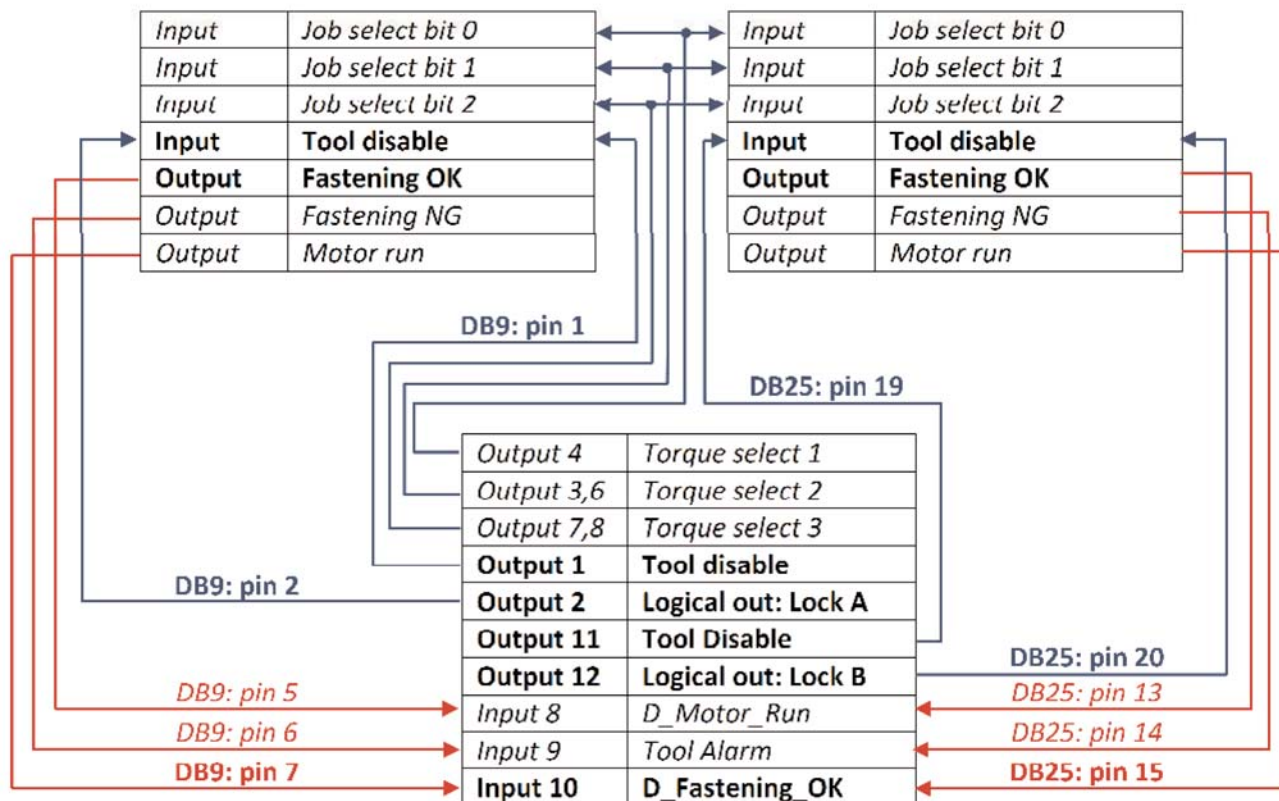 Input Job select bit 0
Input Job select bit 1
Input Job select bit 2
Input Tool disable
Output Fastening OK
Output Fastening NG
Output Motor run
Input Job select bit 0
Input Job select bit 1
Input Job select bit 2
Input Tool disable
Output Fastening OK
Output Fastening NG
Output Motor run
DB9: pin 1
DB25: pin 19
DB9: pin 2
DB25: pin 20
DB9: pin 5
DB9: pin 6
DB9: pin 7
Output 4 Torque select 1
Output 3,6 Torque select 2
Output 7,8 Torque select 3
Output 1 Tool disable
Output 2 Logical out: Lock A
Output 11 Tool Disable
Output 12 Logical out: Lock B
Input 8 D_Motor_Run
Input 9 Tool Alarm
Input 10 D_Fastening_OK
DB25: pin 13
DB25: pin 14
DB25: pin 15